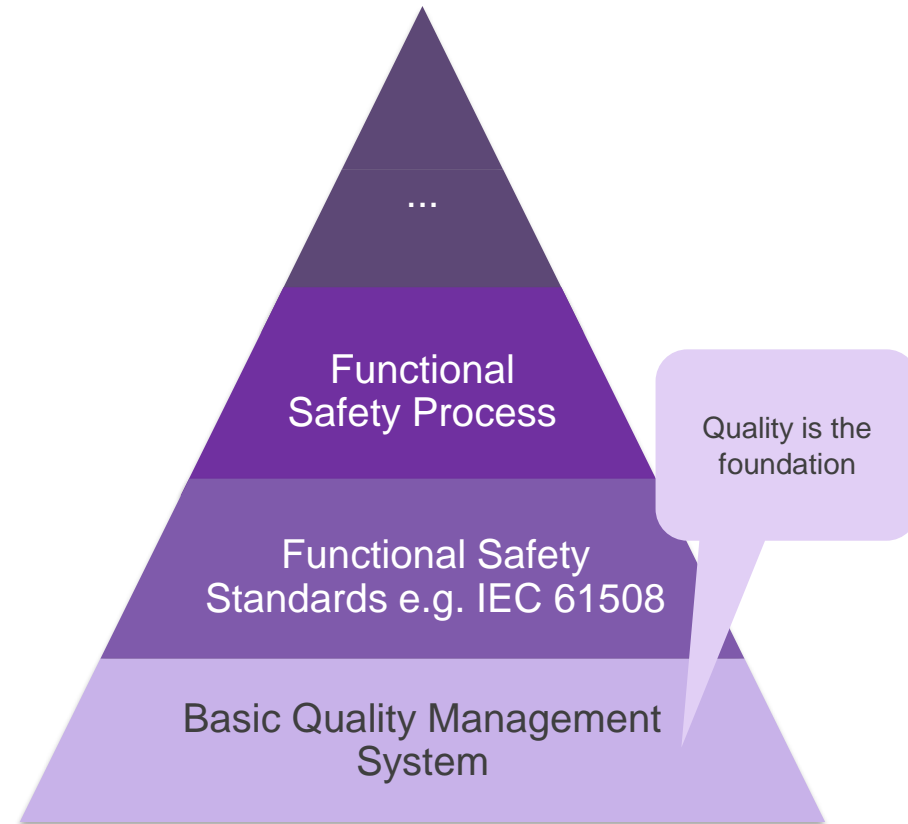 ...
Functional
Safety Process
Quality is the
foundation
Functional Safety
Standards e.g. IEC 61508
Basic Quality Management
System